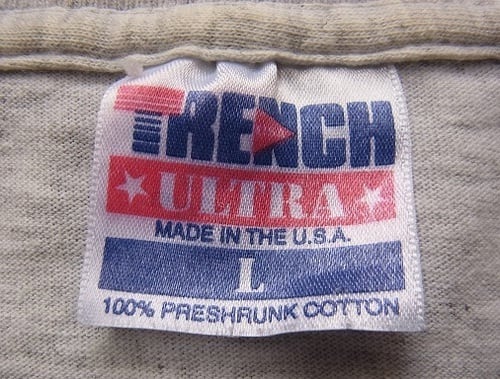 TRENCH
ULTRA
MADE IN THE U.S.A.
L
100% PRESHRUNK COTTON